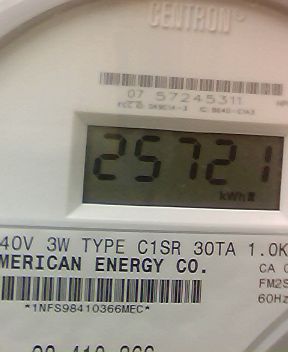 CENTRON®
07 57245311
25721
kWh
40V 3W TYPE C1SR 30TA 1.0K
MERICAN ENERGY CO.
CA
FM2S
60Hz
*1NFS98410366MEC*